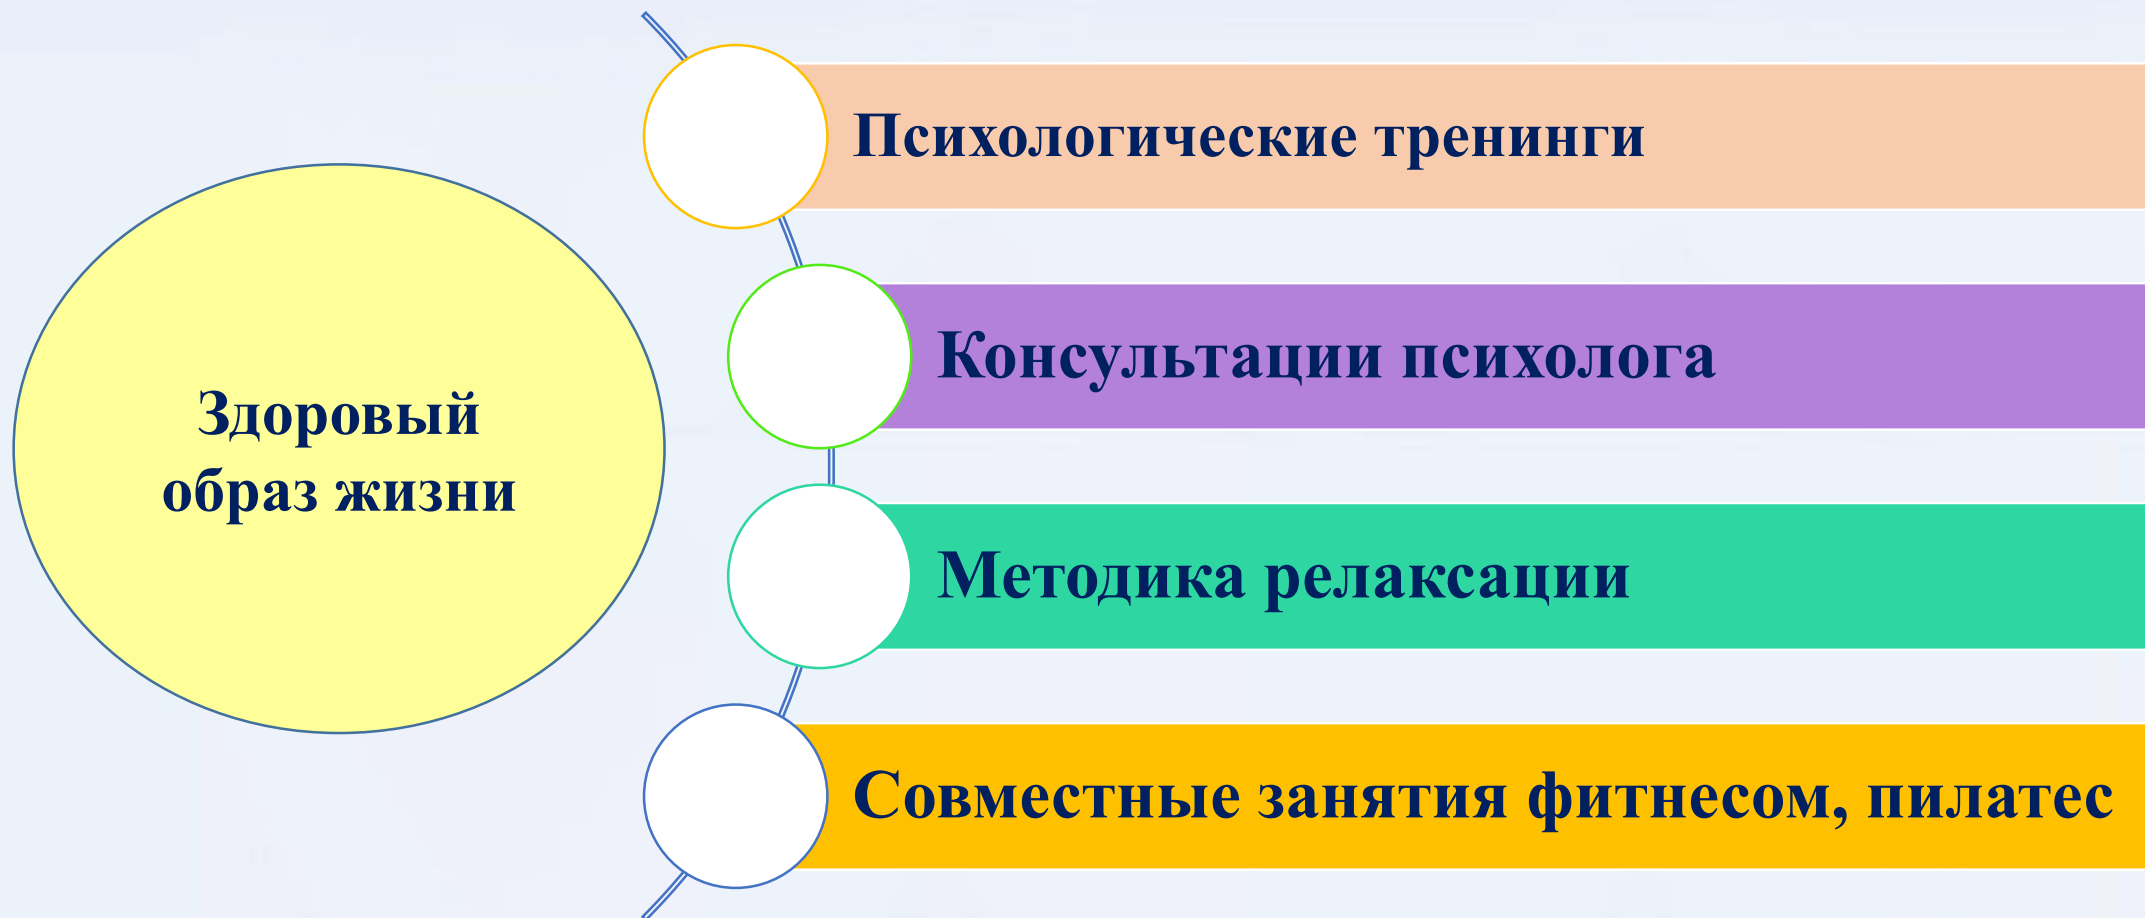 Здоровый
образ жизни
Психологические тренинги
Консультации психолога
Методика релаксации
Совместные занятия фитнесом, пилатес